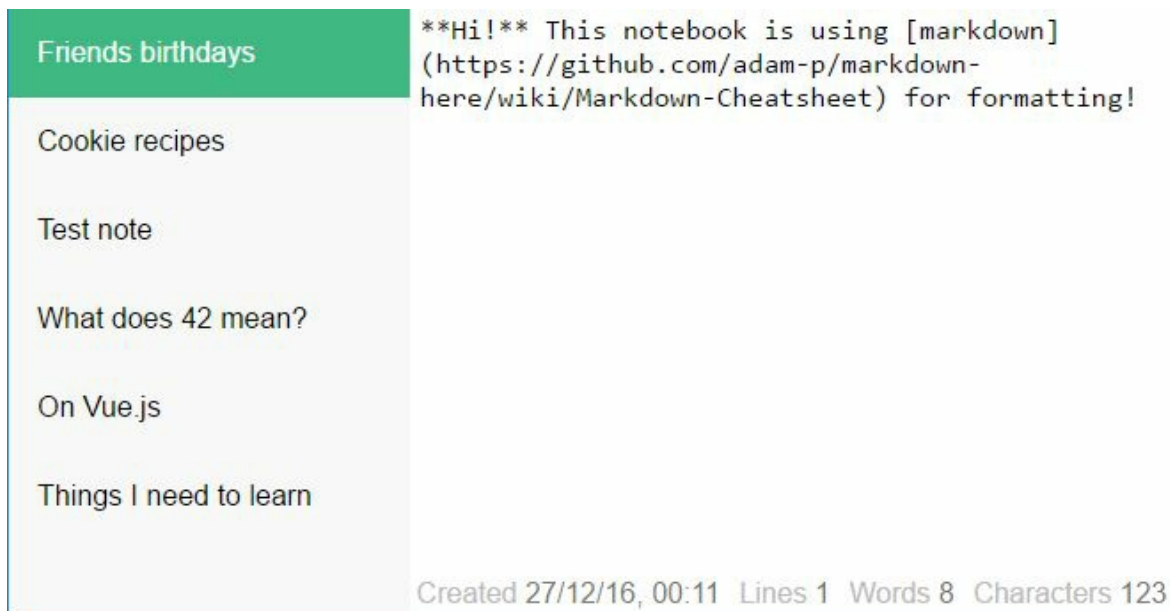 Friends birthdays
Cookie recipes
Test note
What does 42 mean?
On Vue.js
Things I need to learn
**Hi!** This notebook is using [markdown]
(https://github.com/adam-p/markdown-
here/wiki/Markdown-Cheatsheet) for formatting!
Created 27/12/16, 00:11 Lines 1 Words 8 Characters 123